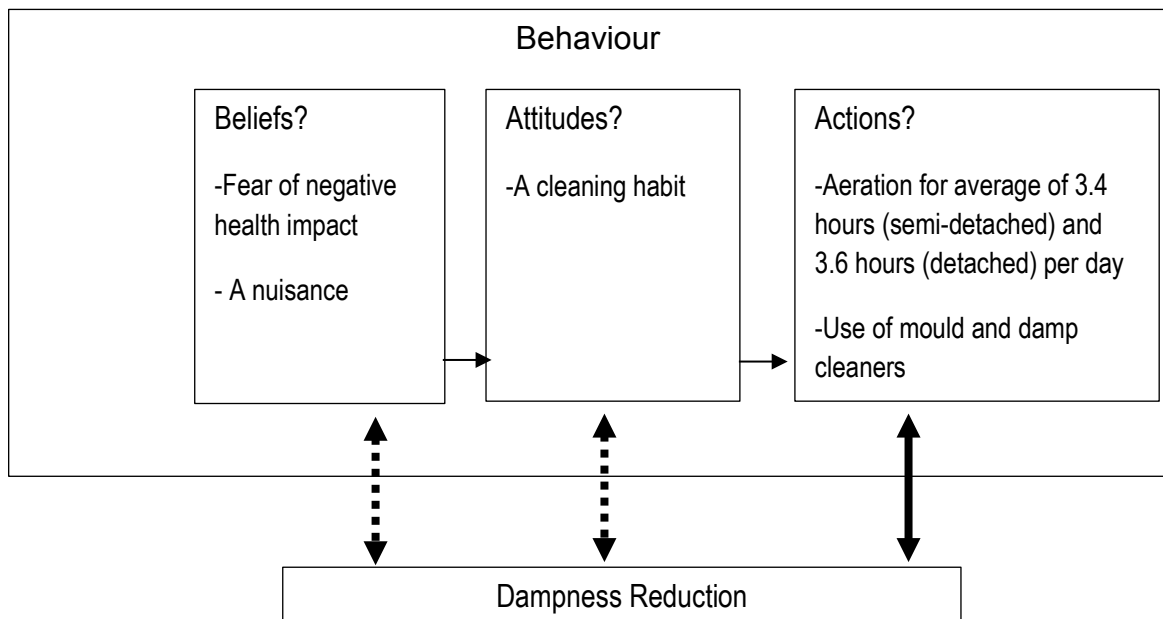 Behaviour
Beliefs?
-Fear of negative
health impact
- A nuisance
Attitudes?
-A cleaning habit
Actions?
-Aeration for average of 3.4
hours (semi-detached) and
3.6 hours (detached) per day
-Use of mould and damp
cleaners
Dampness Reduction